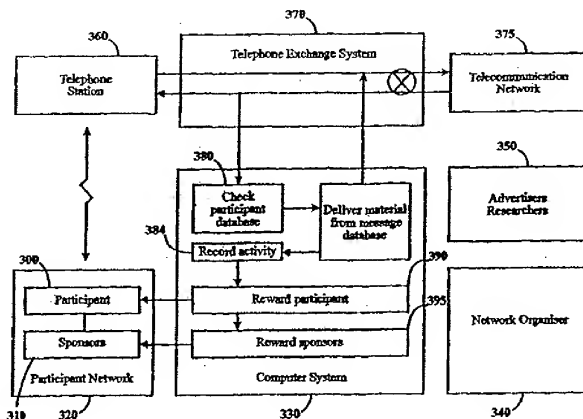 370
360
375
Telephone Exchange System
Telephone
Station
Telecommunication
Network
380
350
Check
participant
database
Deliver material
from message
database
Advertisers
Researchers
384
Record activity
300
390
Participant
Reward participant
395
Sponsors
Reward sponsors
Network
Organiser
310
Participant Network
Computer System
320
330
340